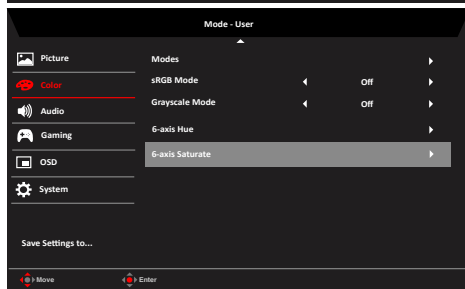 Mode - User
Picture
Color
Audio
Gaming
OSD
System
Save Settings to...
Modes
sRGB Mode Off
Grayscale Mode Off
6-axis Hue
6-axis Saturate
Move Enter